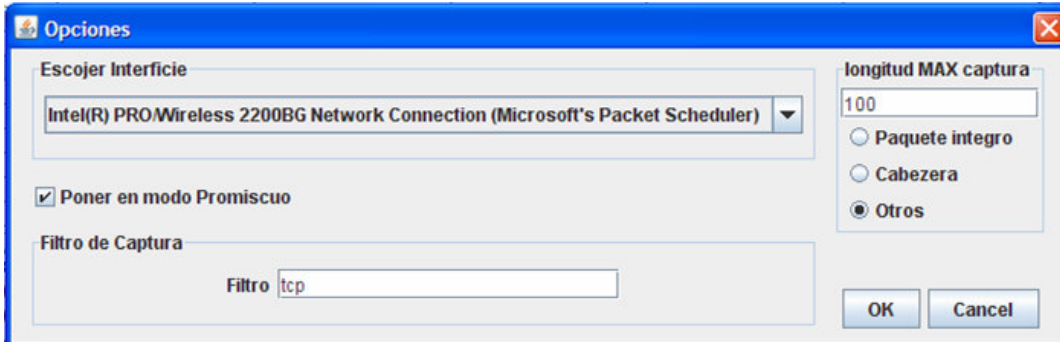 Opciones
Escojer Interficie
Intel(R) PRO/Wireless 2200BG Network Connection (Microsoft's Packet Scheduler)
Poner en modo Promiscuo
Filtro de Captura
Filtro tcp
longitud MAX captura
100
Paquete integro
Cabezera
Otros
OK Cancel